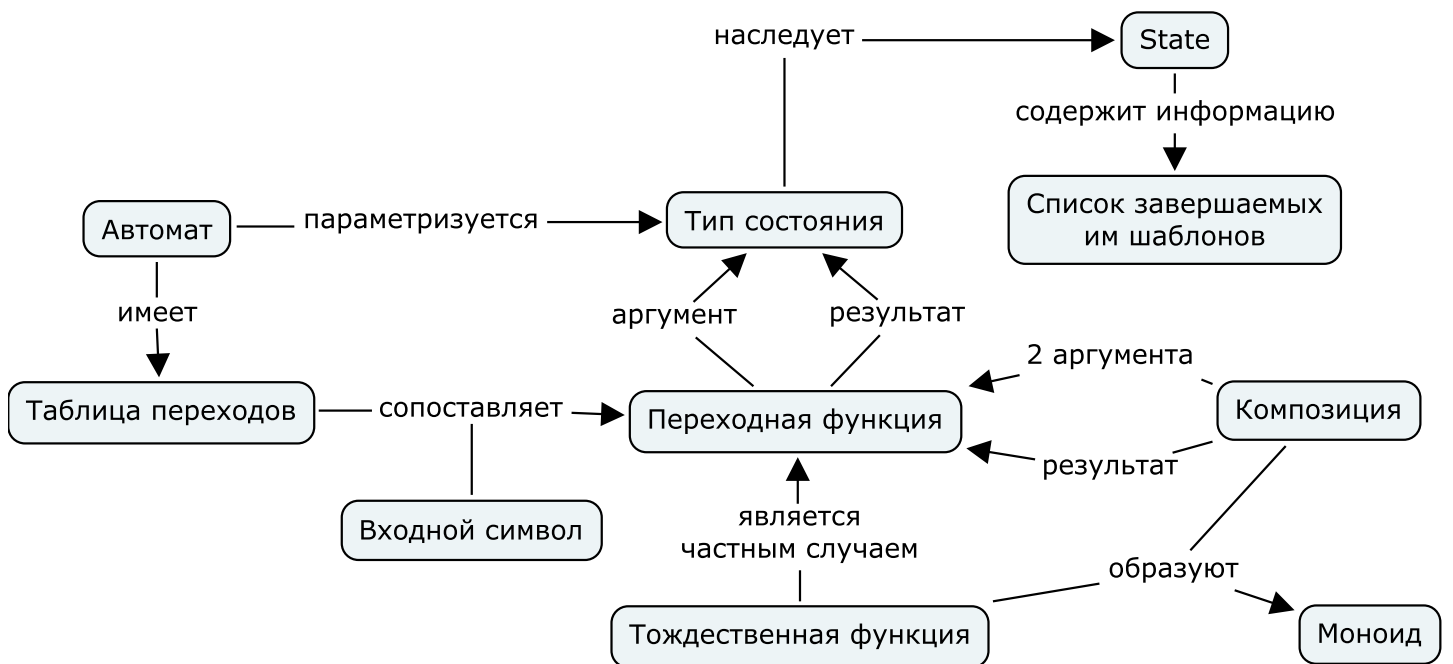 наследует
State
содержит информацию
Список завершаемых
им шаблонов
Автомат
параметризуется
Тип состояния
имеет
аргумент
результат
2 аргумента
Таблица переходов
сопоставляет
Переходная функция
Композиция
результат
Входной символ
является
частным случаем
образуют
Тождественная функция
Моноид